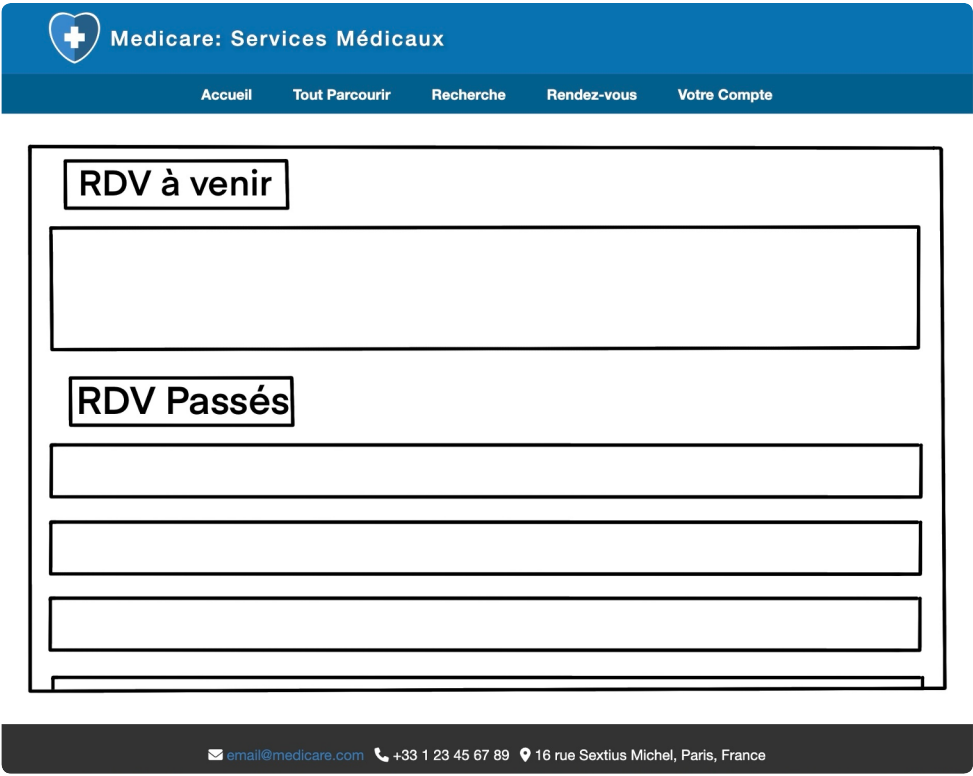 Medicare: Services Médicaux
Accueil Tout Parcourir Recherche Rendez-vous Votre Compte
RDV à venir
RDV Passés
email@medicare.com +33 1 23 45 67 89 16 rue Sextius Michel, Paris, France